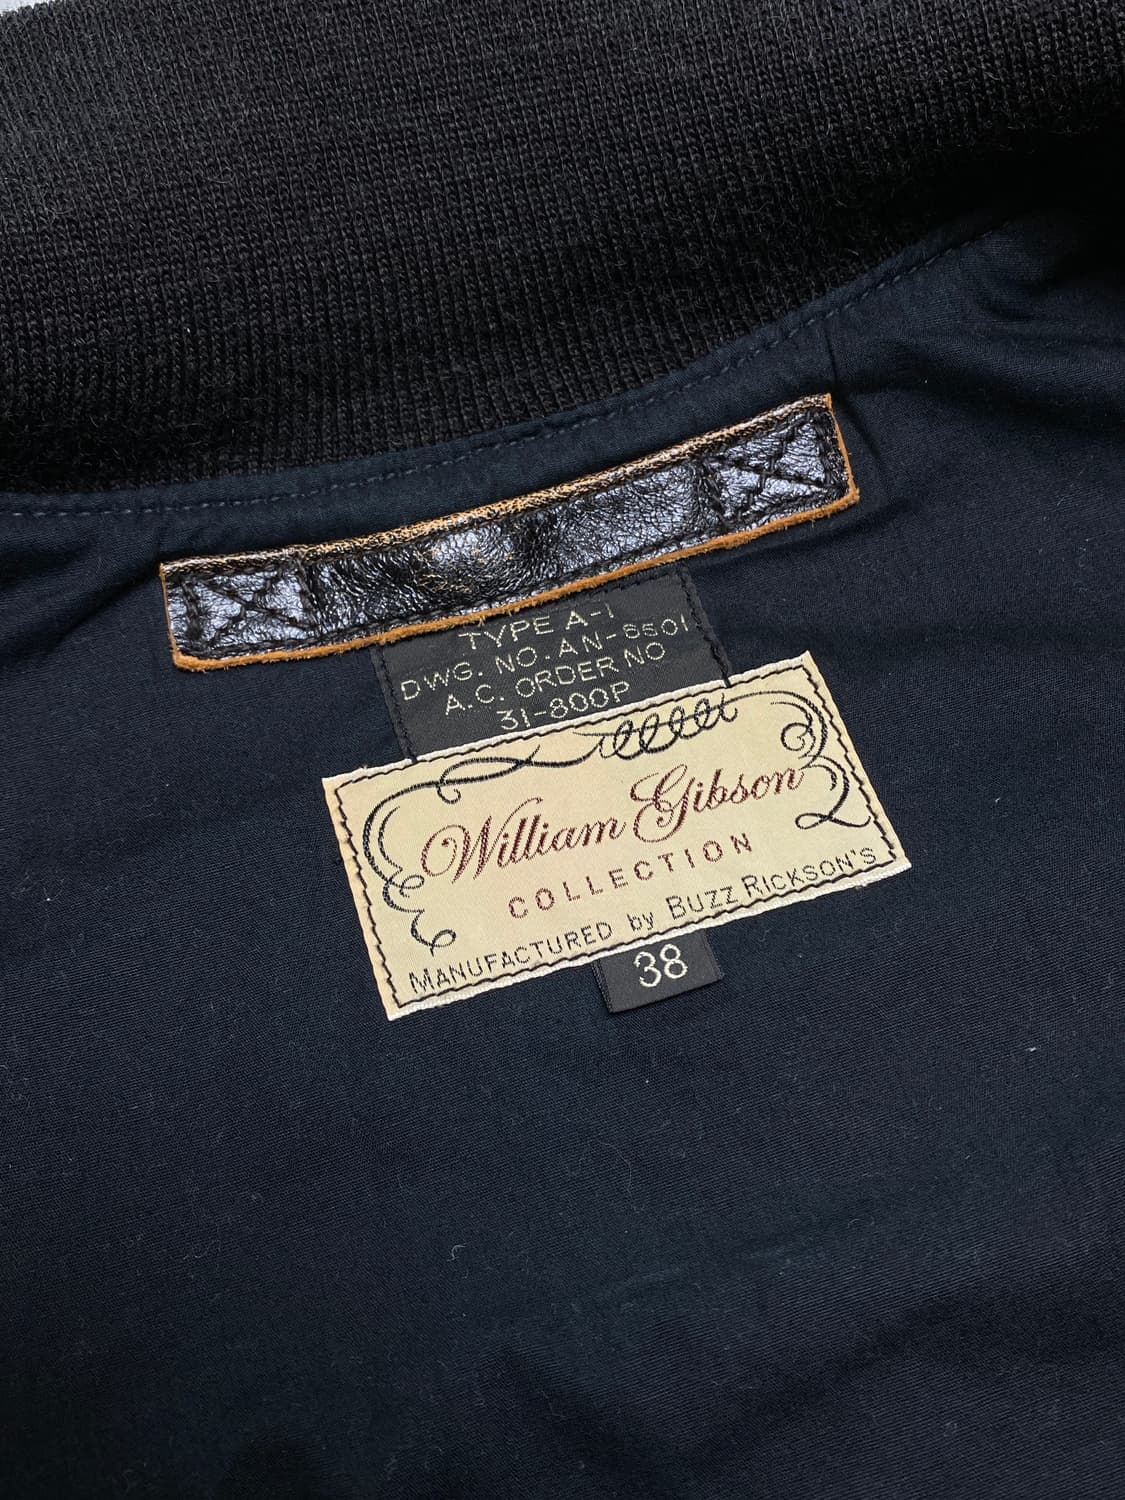 TYPE A-1
DWG. NO. AN-6501
A.C. ORDER NO
31-800P
William Gibson
COLLECTION
MANUFACTURED by BUZZ RICKSON'S
38